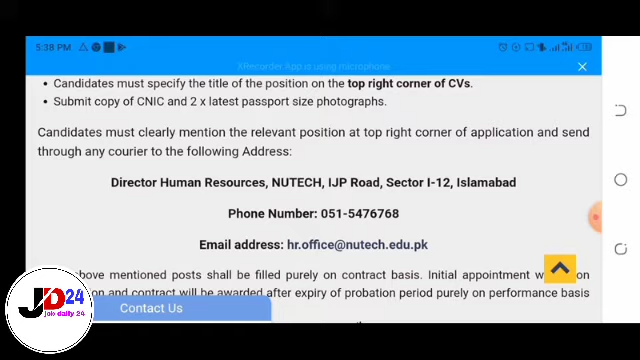 5:38 PM
XRecorder App is using microphone
• Candidates must specify the title of the position on the top right corner of CVs.
• Submit copy of CNIC and 2 x latest passport size photographs.
Candidates must clearly mention the relevant position at top right corner of application and send
through any courier to the following Address:
Director Human Resources, NUTECH, IJP Road, Sector I-12, Islamabad
Phone Number: 051-5476768
Email address: hr.office@nutech.edu.pk
above mentioned posts shall be filled purely on contract basis. Initial appointment on
and contract will be awarded after expiry of probation period purely on performance basis
Contact Us
JD 24
job daily 24